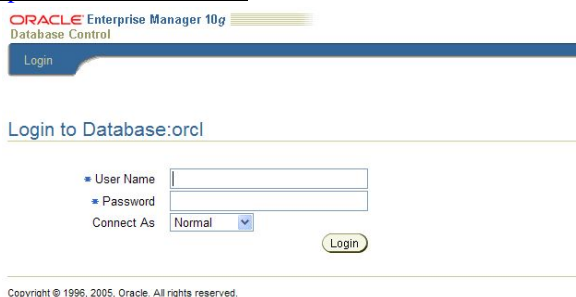 ORACLE Enterprise Manager 10g
Database Control
Login
Login to Database:orcl
* User Name
* Password
Connect As Normal
Login
Copyright © 1996, 2005, Oracle. All rights reserved.